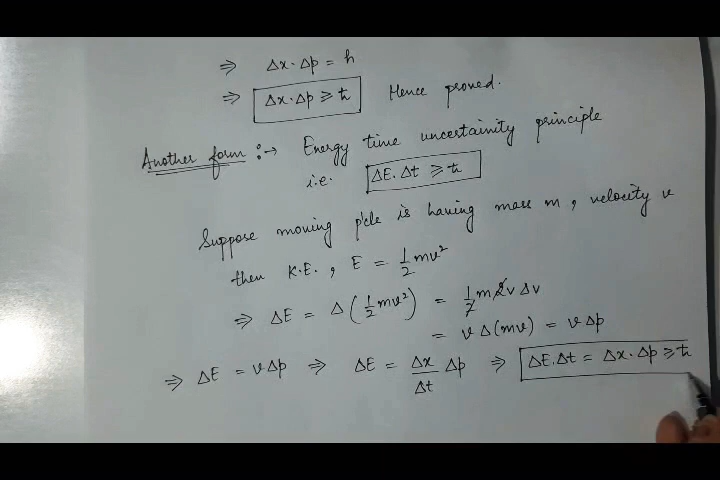 ⇒ Δx·Δp = h
⇒ Δx·Δp ≥ ħ Hence proved.
Another form :→ Energy time uncertainity principle
i.e. ΔE.Δt ≥ ħ
Suppose moving p'cle is having mass m, velocity v
then K.E., E = 1/2 mv²
⇒ ΔE = Δ(1/2 mv²) = 1/2 m 2v Δv
= v Δ(mv) = v Δp
⇒ ΔE = vΔp ⇒ ΔE = Δx/Δt Δp ⇒ ΔE.Δt = Δx·Δp ≥ ħ